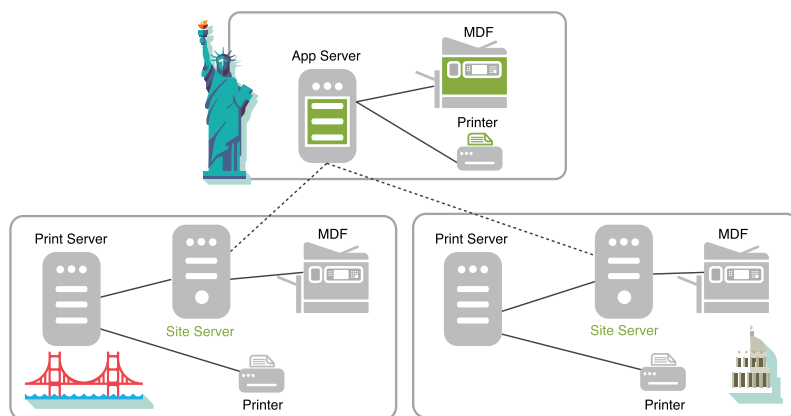 MDF
App Server
Printer
Print Server
MDF
Site Server
Printer
Print Server
MDF
Site Server
Printer